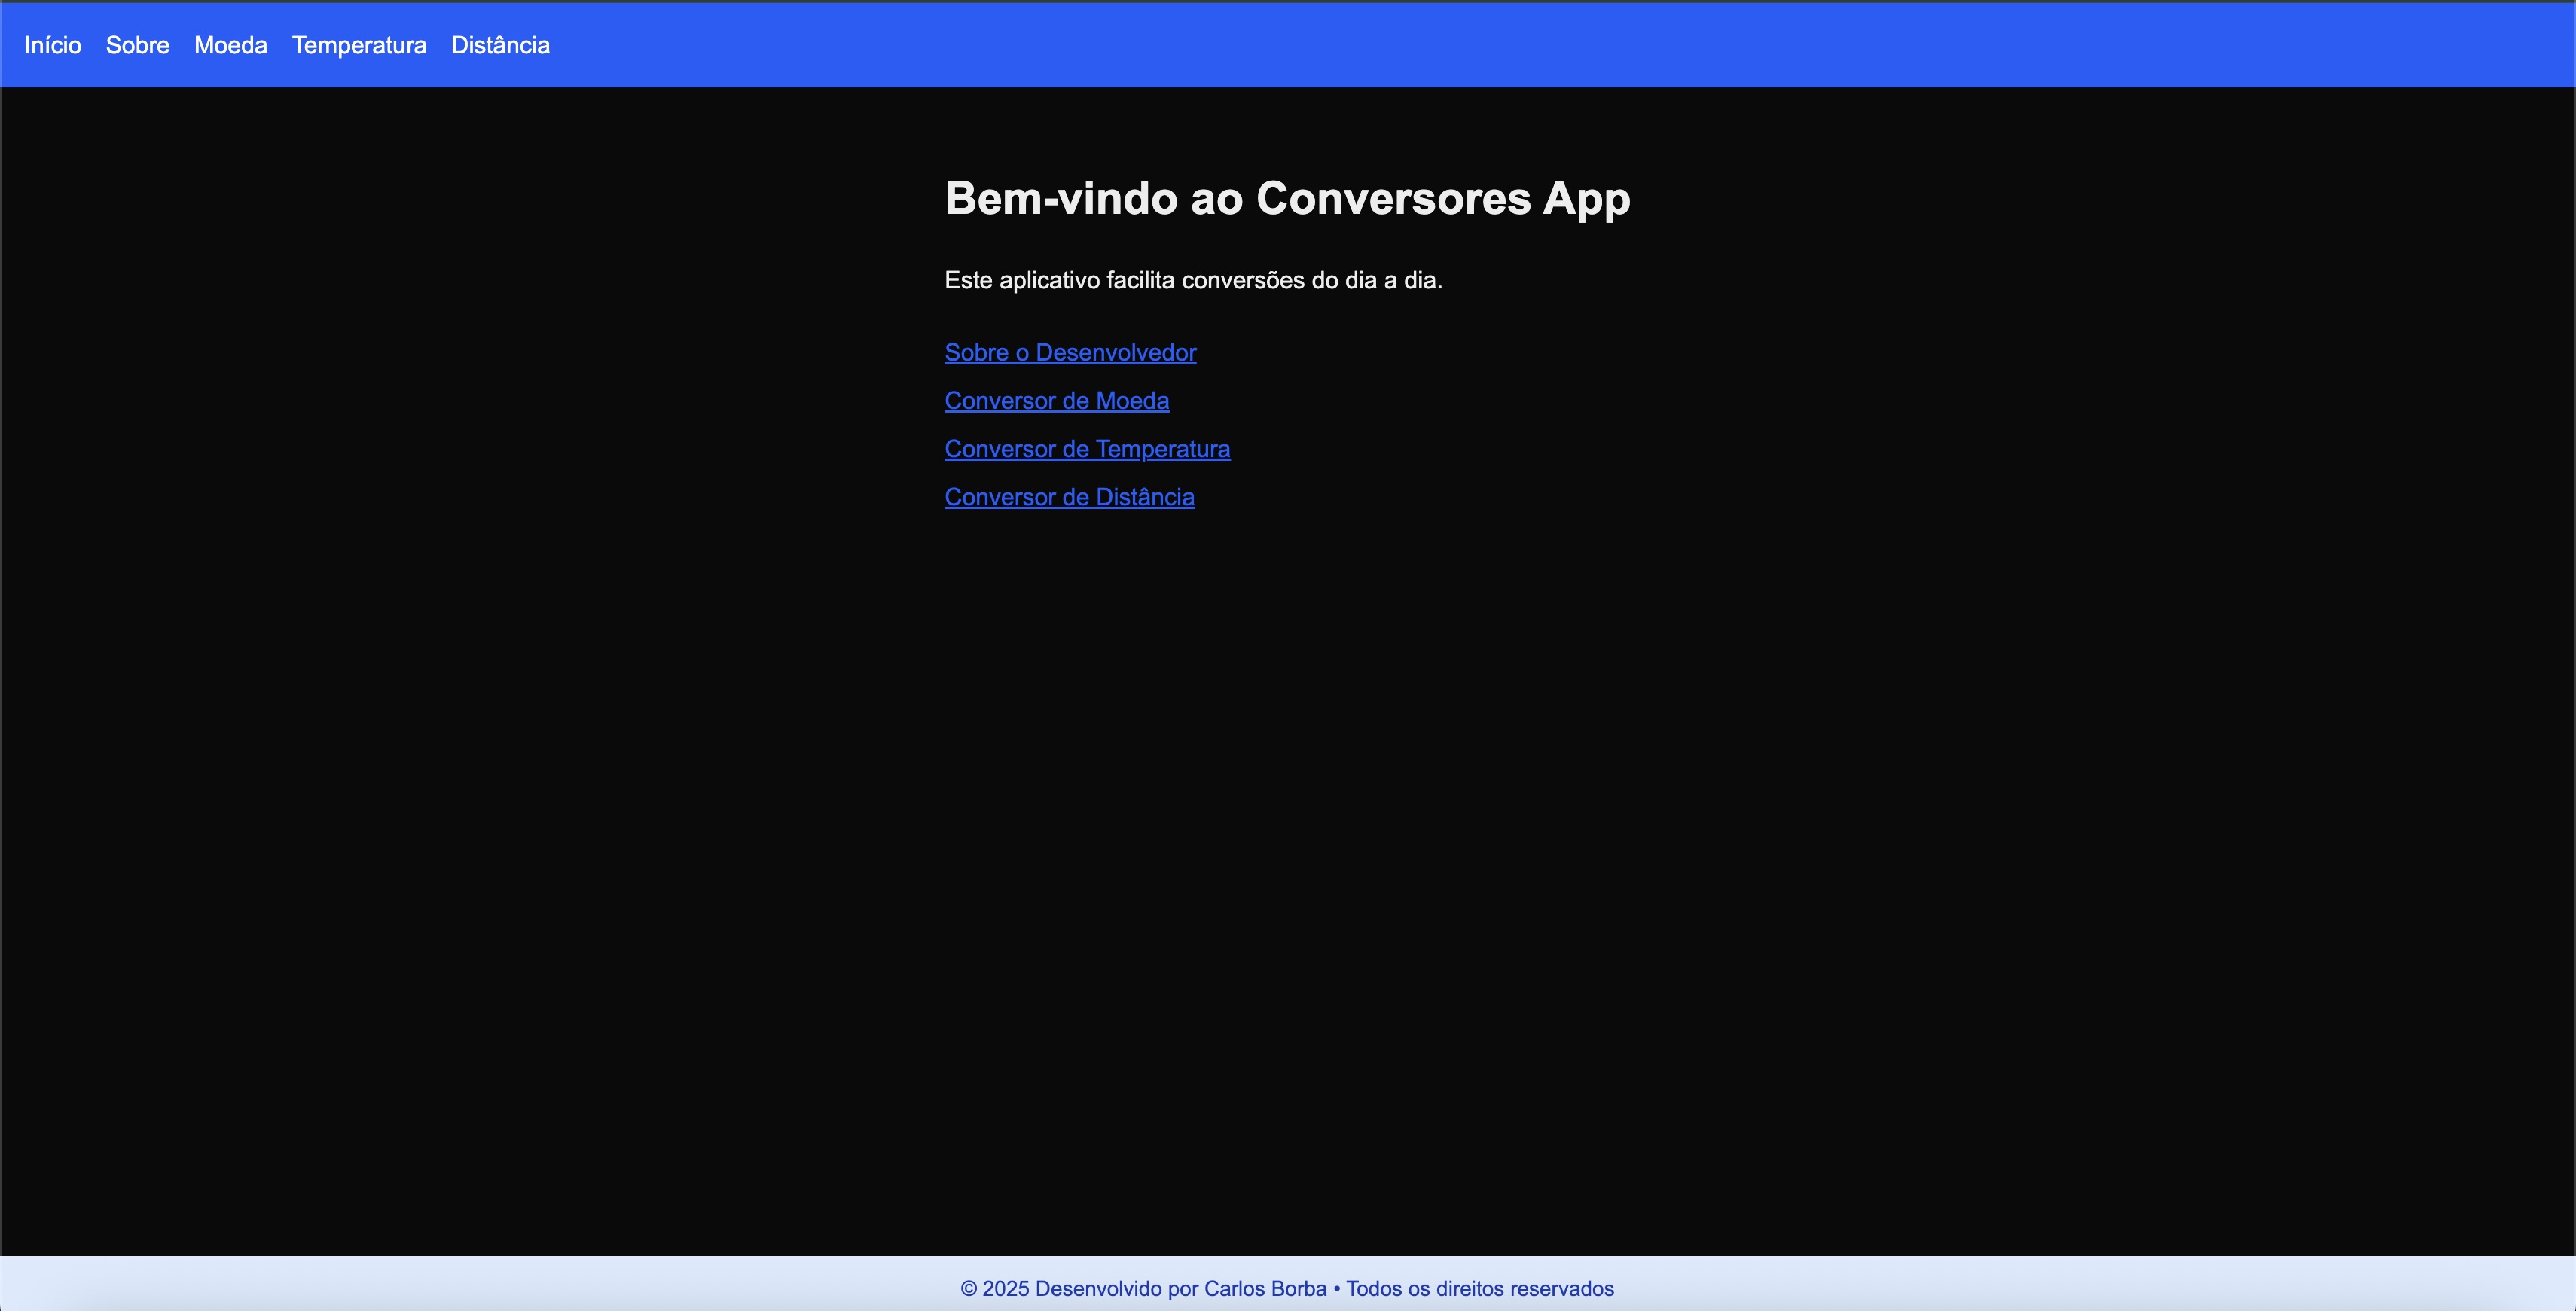 Início Sobre Moeda Temperatura Distância
Bem-vindo ao Conversores App
Este aplicativo facilita conversões do dia a dia.
Sobre o Desenvolvedor
Conversor de Moeda
Conversor de Temperatura
Conversor de Distância
© 2025 Desenvolvido por Carlos Borba • Todos os direitos reservados